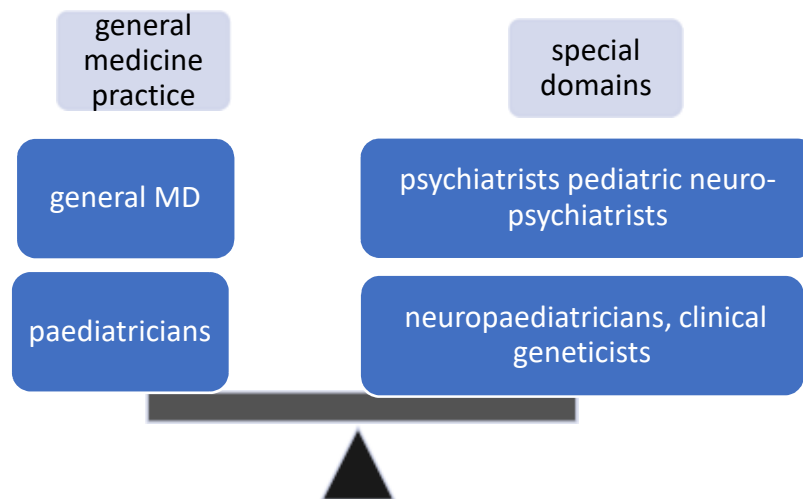 general
medicine
practice
special
domains
general MD
psychiatrists pediatric neuro-
psychiatrists
paediatricians
neuropaediatricians, clinical
geneticists